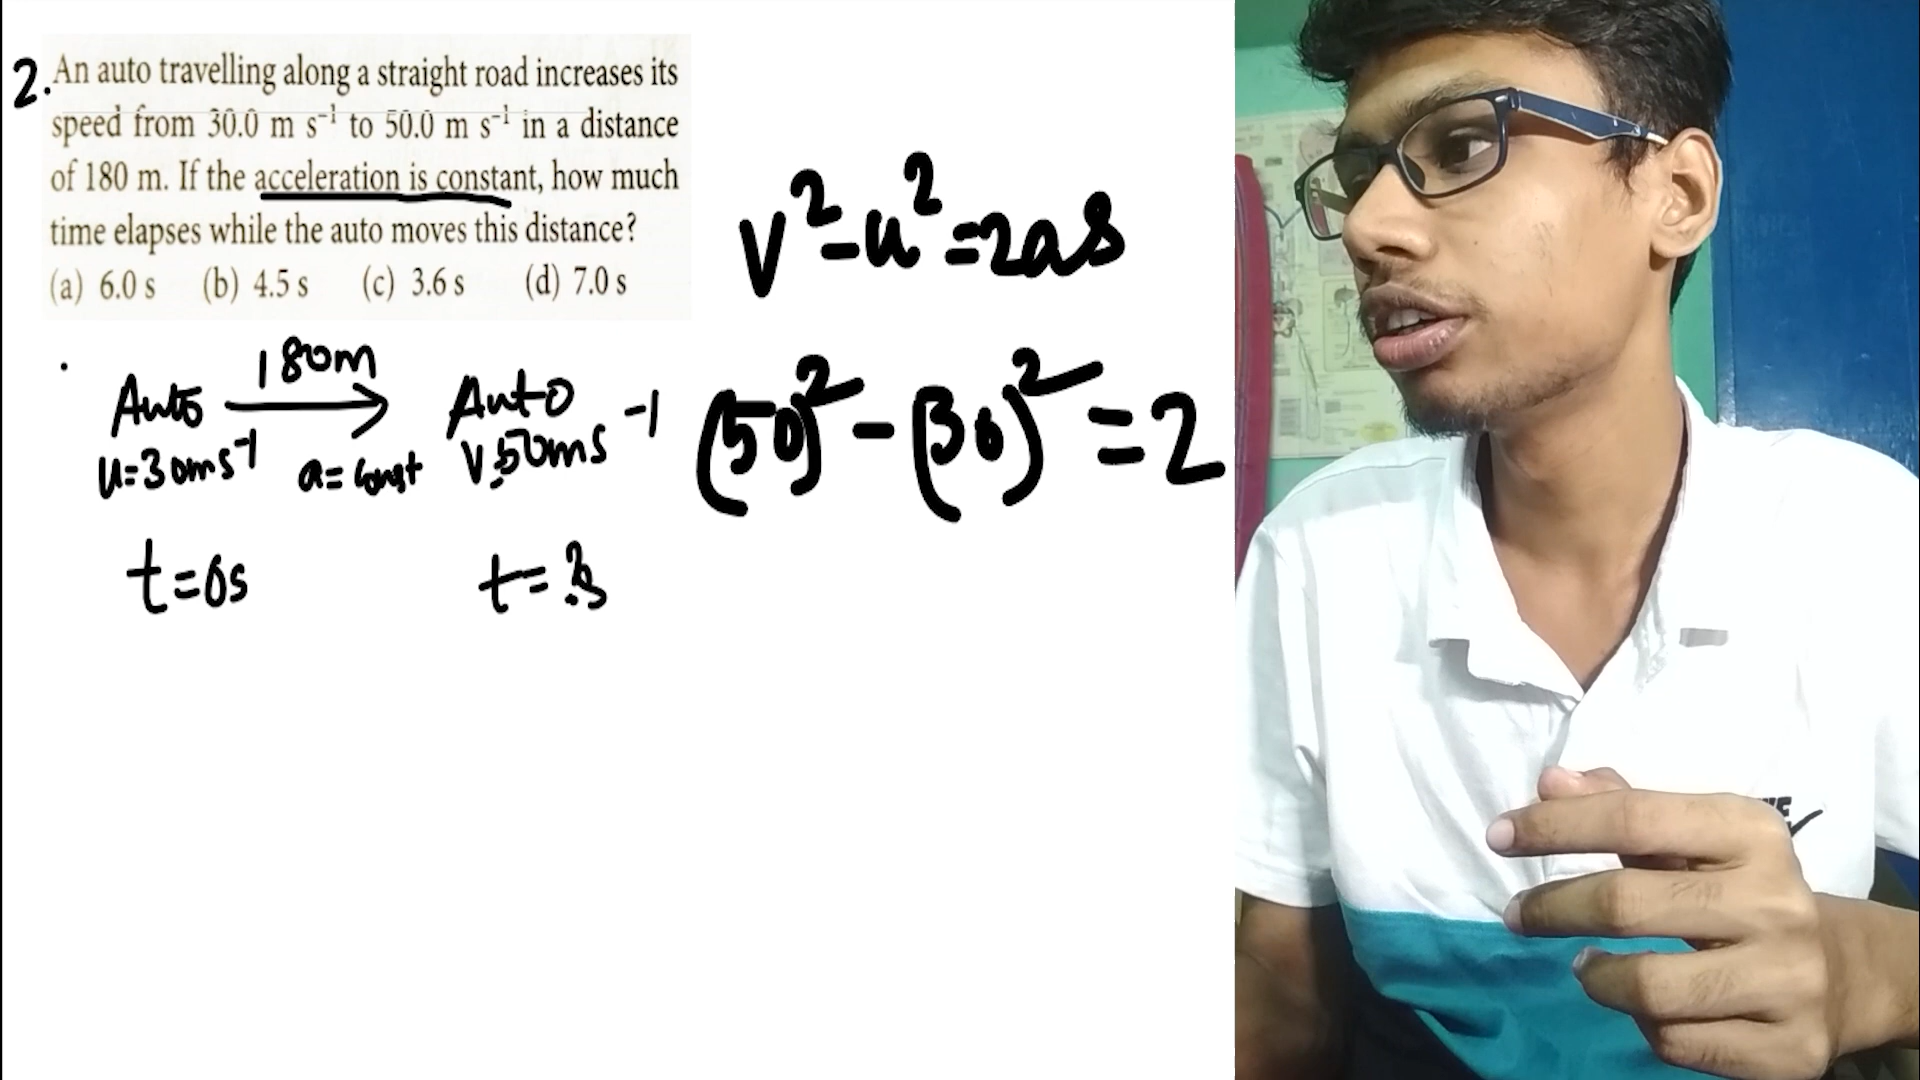 2.
An auto travelling along a straight road increases its
speed from 30.0 m s⁻¹ to 50.0 m s⁻¹ in a distance
of 180 m. If the acceleration is constant, how much
time elapses while the auto moves this distance?
(a) 6.0 s (b) 4.5 s (c) 3.6 s (d) 7.0 s
180m
Auto Auto
u=30ms⁻¹ a=const v=50ms⁻¹
t=0s t=?s
v²-u²=2as
(50)²-(30)²=2